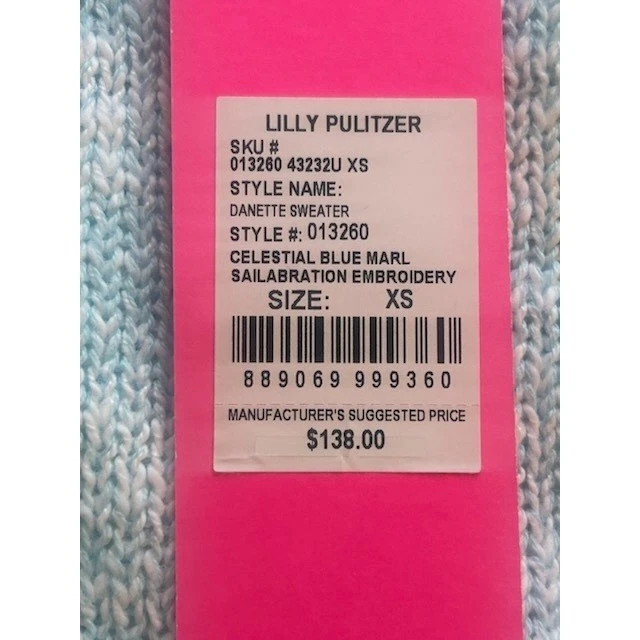 LILLY PULITZER
SKU #
013260 43232U XS
STYLE NAME:
DANETTE SWEATER
STYLE #: 013260
CELESTIAL BLUE MARL
SAILABRATION EMBROIDERY
SIZE: XS
889069 999360
MANUFACTURER'S SUGGESTED PRICE
$138.00